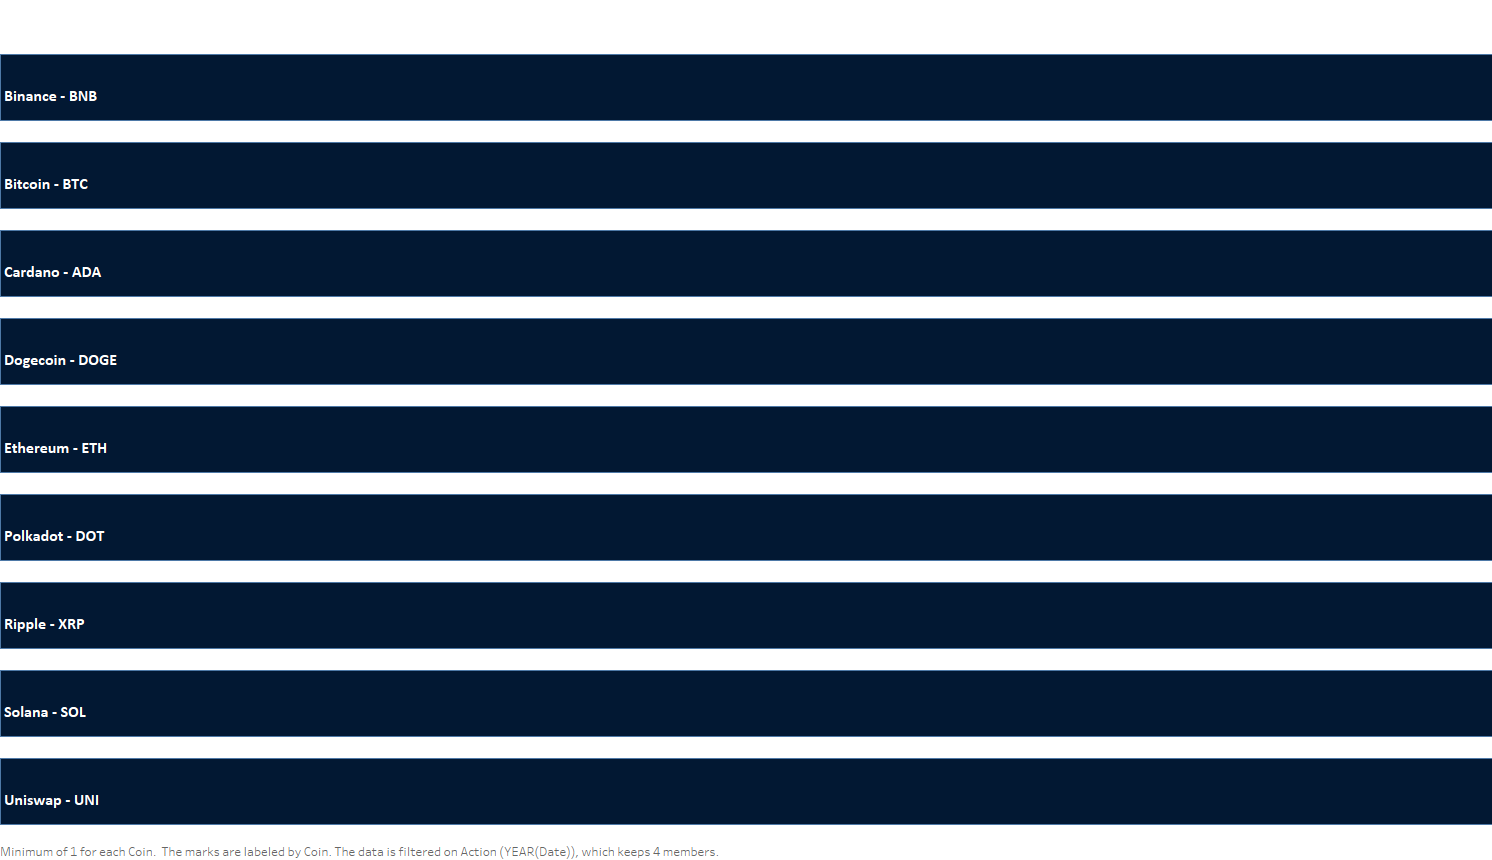 Binance - BNB
Bitcoin - BTC
Cardano - ADA
Dogecoin - DOGE
Ethereum - ETH
Polkadot - DOT
Ripple - XRP
Solana - SOL
Uniswap - UNI
Minimum of 1 for each Coin.  The marks are labeled by Coin. The data is filtered on Action (YEAR(Date)), which keeps 4 members.